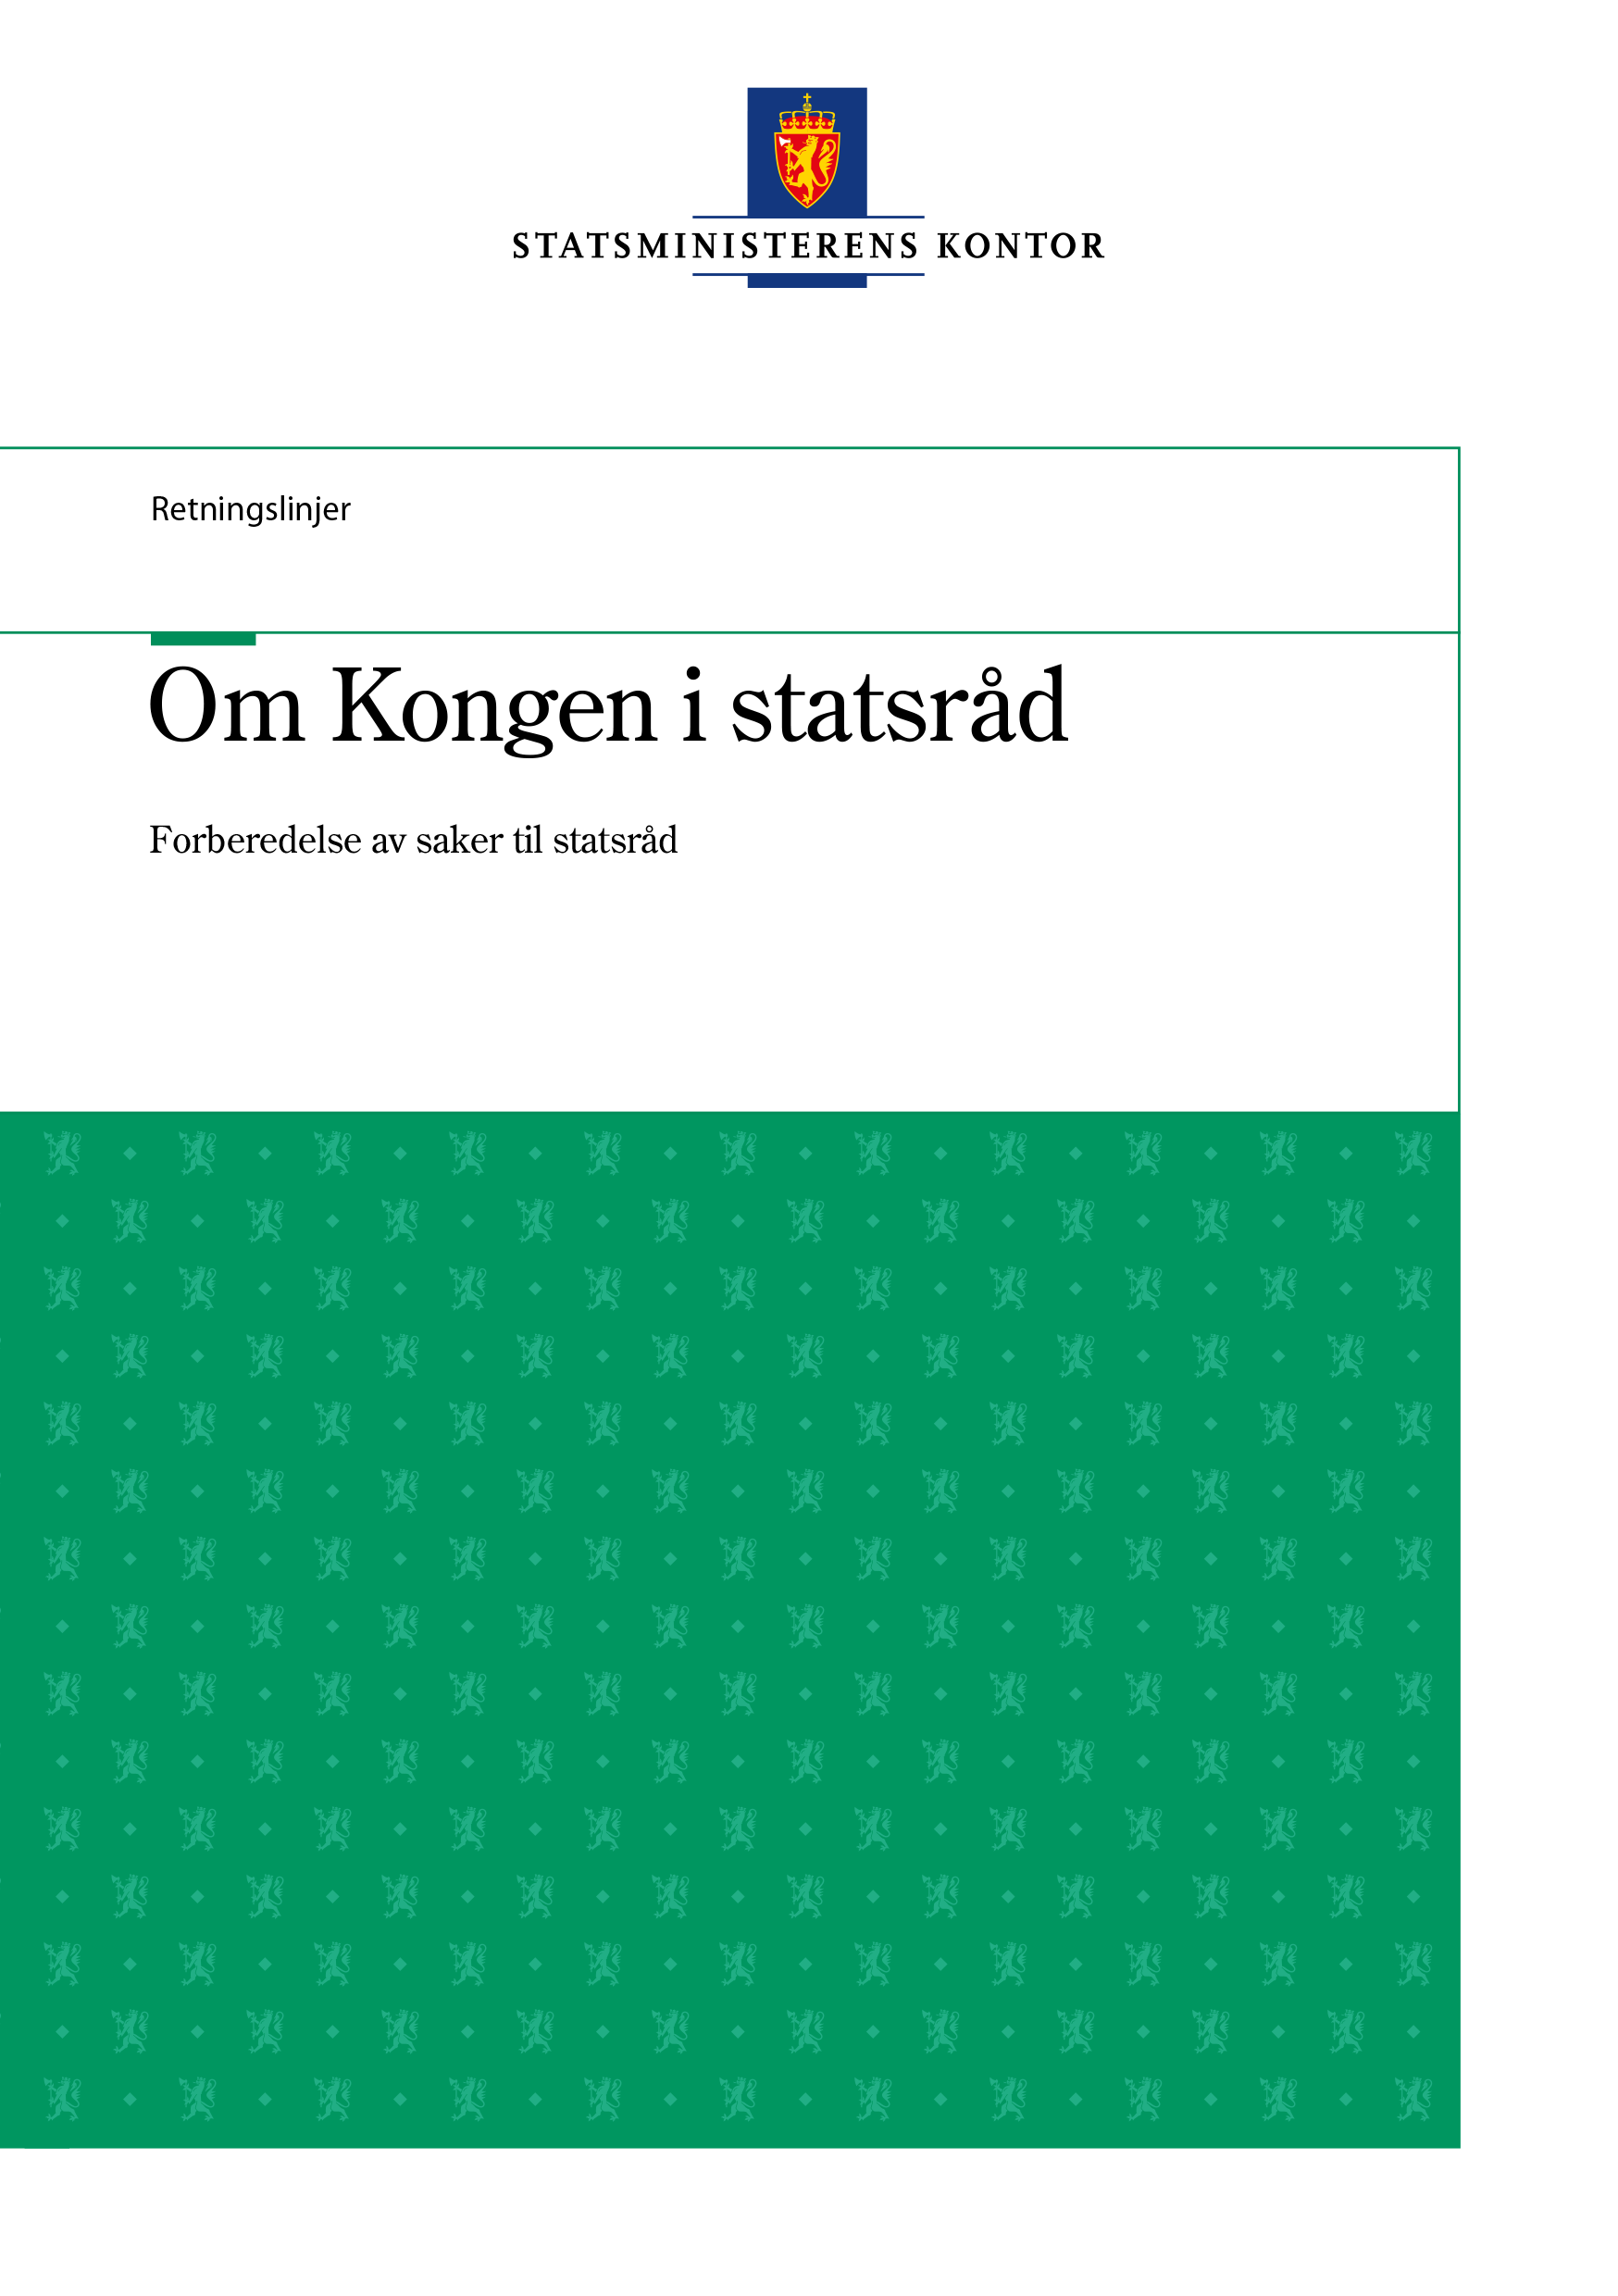 STATSMINISTERENS KONTOR
Retningslinjer
Om Kongen i statsråd
Forberedelse av saker til statsråd